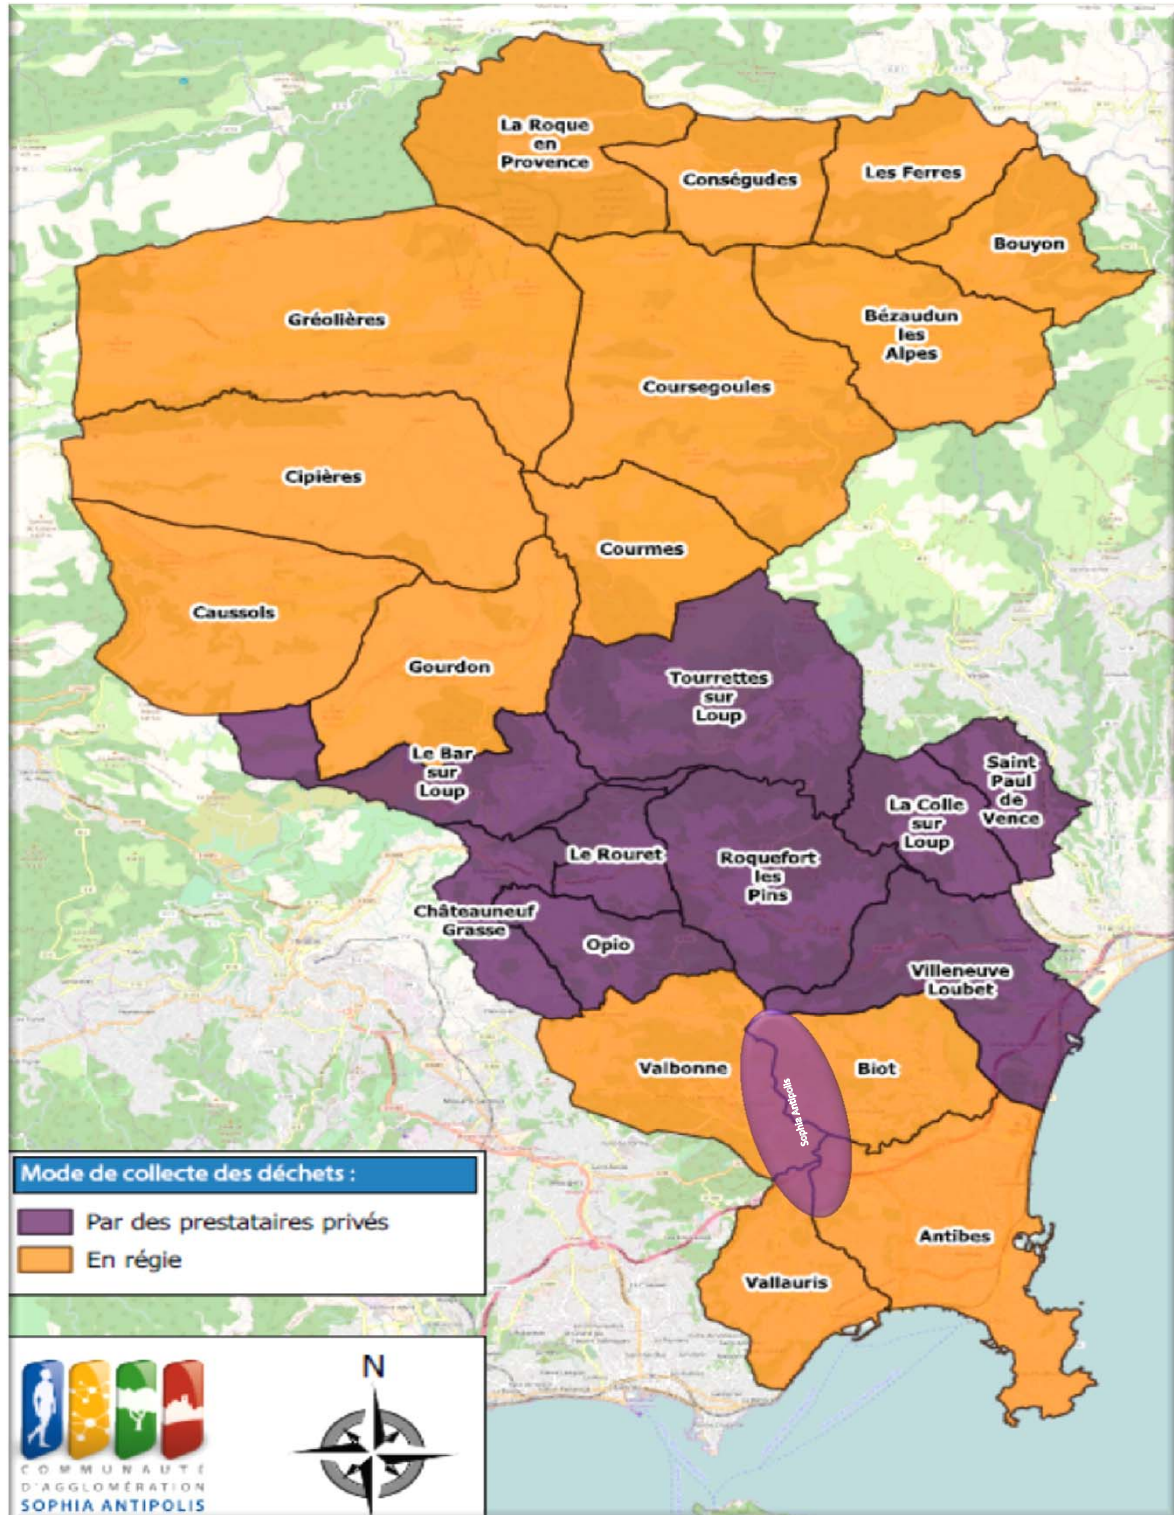 La Roque
en
Provence
Conségudes
Les Ferres
Bouyon
Gréolières
Bézaudun
les
Alpes
Coursegoules
Cipières
Courmes
Caussols
Gourdon
Tourrettes
sur
Loup
Le Bar
sur
Loup
Saint
Paul
de
Vence
La Colle
sur
Loup
Le Rouret
Roquefort
les
Pins
Châteauneuf
Grasse
Opio
Villeneuve
Loubet
Valbonne
Biot
Sophia Antipolis
Antibes
Vallauris
Mode de collecte des déchets :
Par des prestataires privés
En régie
N
COMMUNAUTÉ
D'AGGLOMÉRATION
SOPHIA ANTIPOLIS